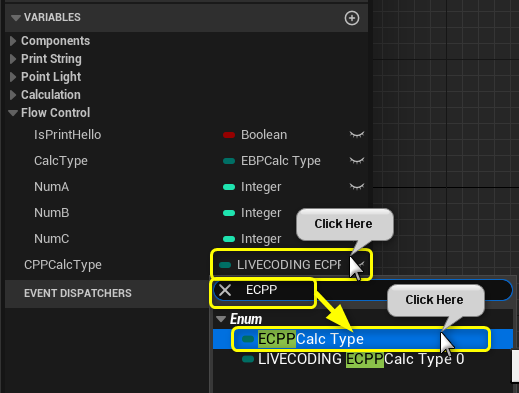 VARIABLES
Components
Print String
Point Light
Calculation
Flow Control
IsPrintHello Boolean
CalcType EBPCalc Type
NumA Integer
NumB Integer
NumC Integer
Click Here
CPPCalcType LIVECODING ECPF
EVENT DISPATCHERS
ECPP
Click Here
Enum
ECPPCalc Type
LIVECODING ECPPCalc Type 0